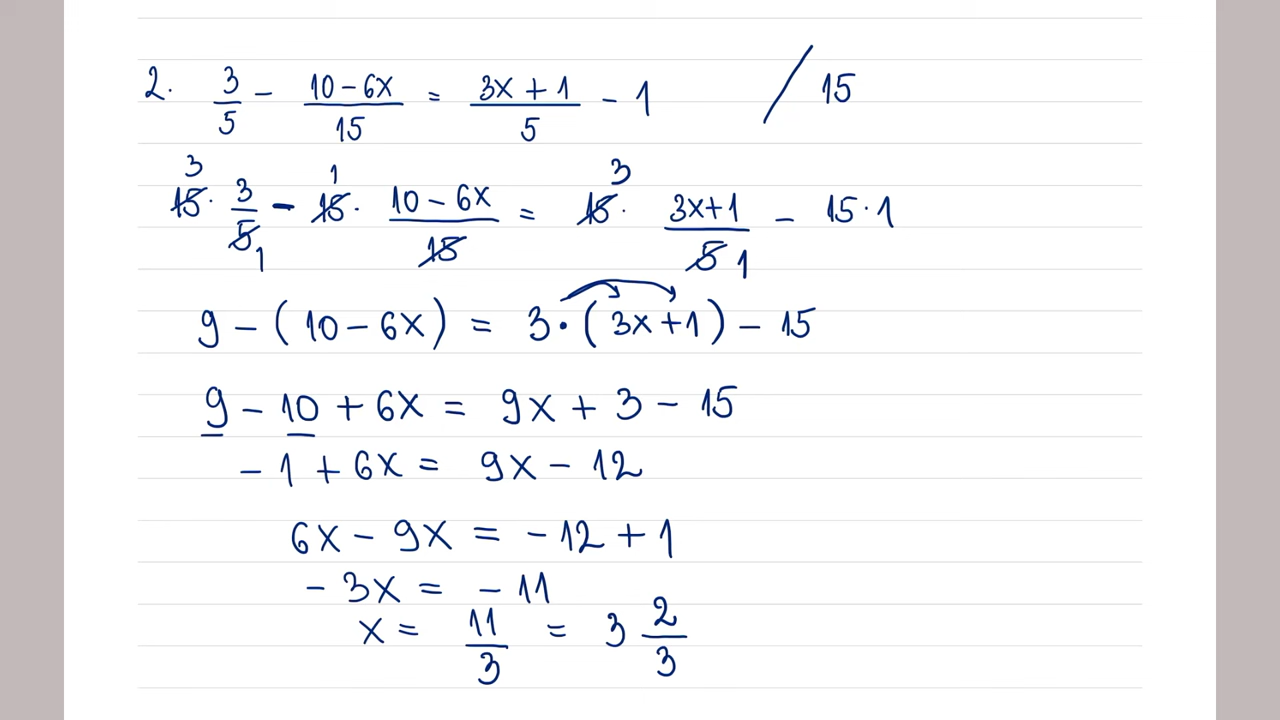 2. 3/5 - (10-6x)/15 = (3x+1)/5 - 1 / 15
3 1 3
15 · 3/5 - 15 · (10-6x)/15 = 15 · (3x+1)/5 - 15·1
1 1
9 - (10-6x) = 3·(3x+1) - 15
9 - 10 + 6x = 9x + 3 - 15
-1 + 6x = 9x - 12
6x - 9x = -12 + 1
-3x = -11
x = 11/3 = 3 2/3